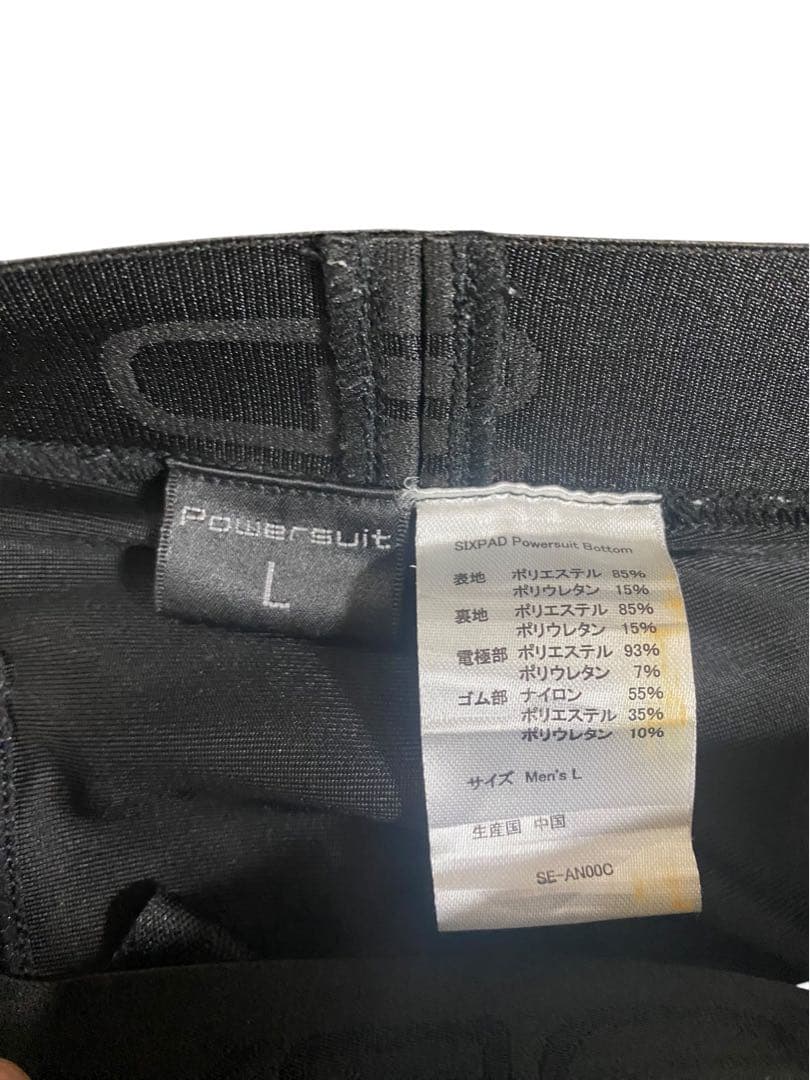 Powersuit
L
SIXPAD Powersuit Bottom
表地 ポリエステル 85%
ポリウレタン 15%
裏地 ポリエステル 85%
ポリウレタン 15%
電極部 ポリエステル 93%
ポリウレタン 7%
ゴム部 ナイロン 55%
ポリエステル 35%
ポリウレタン 10%
サイズ Men's L
生産国 中国
SE-AN00C